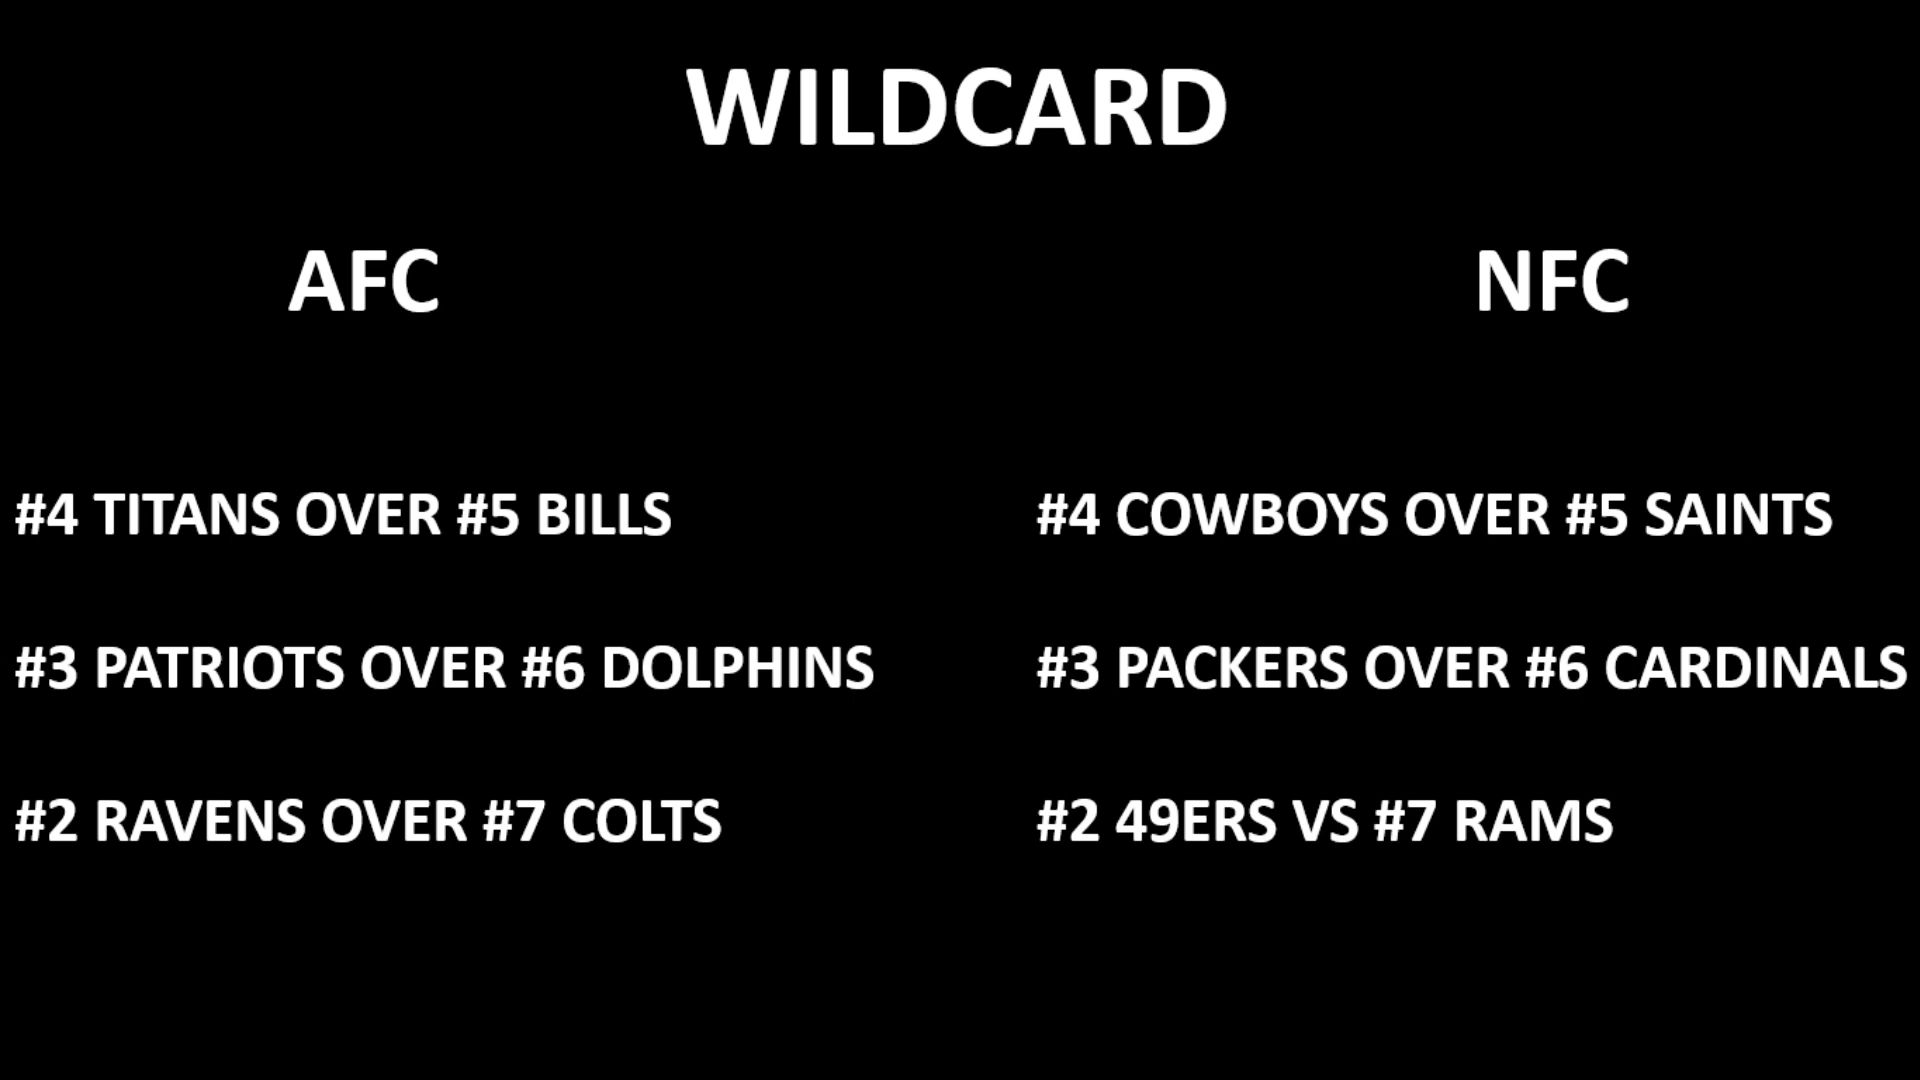 WILDCARD
AFC
NFC
#4 TITANS OVER #5 BILLS
#3 PATRIOTS OVER #6 DOLPHINS
#2 RAVENS OVER #7 COLTS
#4 COWBOYS OVER #5 SAINTS
#3 PACKERS OVER #6 CARDINALS
#2 49ERS VS #7 RAMS